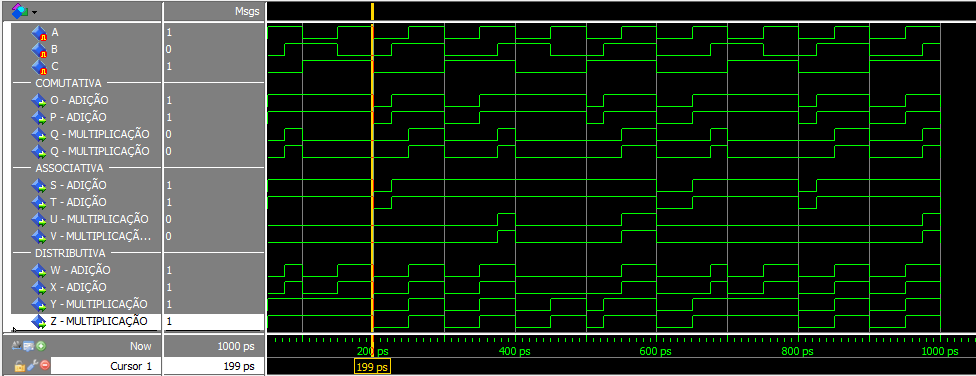 Msgs
A 1
B 0
C 1
COMUTATIVA
O - ADIÇÃO 1
P - ADIÇÃO 1
Q - MULTIPLICAÇÃO 0
Q - MULTIPLICAÇÃO 0
ASSOCIATIVA
S - ADIÇÃO 1
T - ADIÇÃO 1
U - MULTIPLICAÇÃO 0
V - MULTIPLICAÇÃ... 0
DISTRIBUTIVA
W - ADIÇÃO 1
X - ADIÇÃO 1
Y - MULTIPLICAÇÃO 1
Z - MULTIPLICAÇÃO 1
Now 1000 ps 200 ps 400 ps 600 ps 800 ps 1000 ps
Cursor 1 199 ps 199 ps